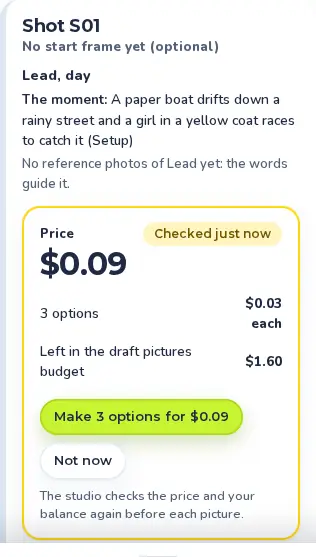 Shot S01
No start frame yet (optional)
Lead, day
The moment: A paper boat drifts down a
rainy street and a girl in a yellow coat races
to catch it (Setup)
No reference photos of Lead yet: the words
guide it.
Price
Checked just now
$0.09
3 options
$0.03
each
Left in the draft pictures
budget
$1.60
Make 3 options for $0.09
Not now
The studio checks the price and your
balance again before each picture.